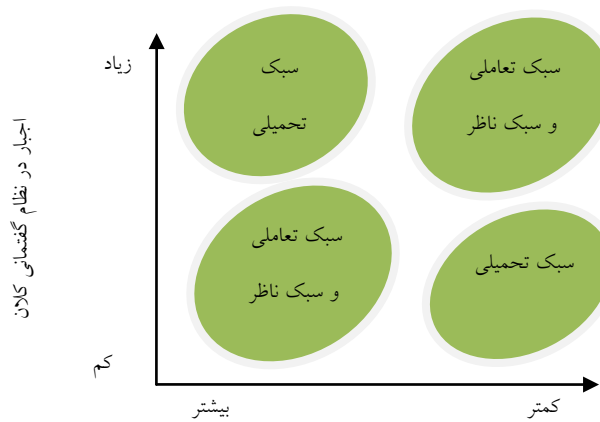 زیاد
سبک تعاملی
و سبک ناظر
سبک
تحمیلی
اجبار در نظام گفتمانی کلان
سبک تحمیلی
سبک تعاملی
و سبک ناظر
کم
کمتر
بیشتر